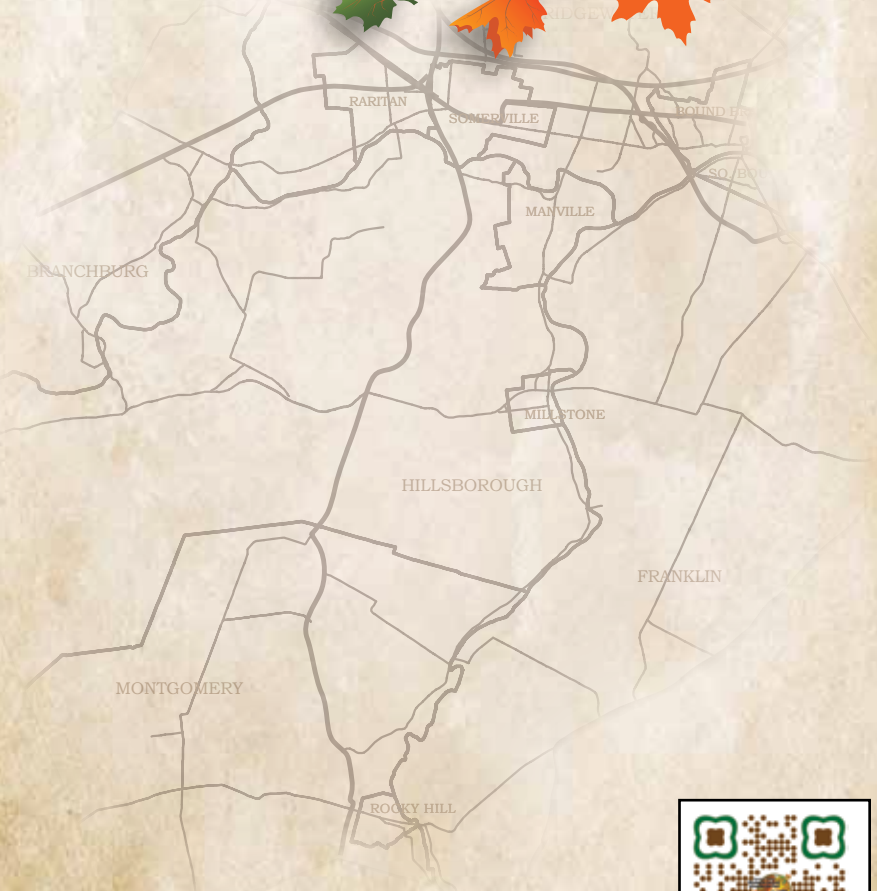 RARITAN
SOMERVILLE
MANVILLE
BRANCHBURG
MILLSTONE
HILLSBOROUGH
FRANKLIN
MONTGOMERY
ROCKY HILL